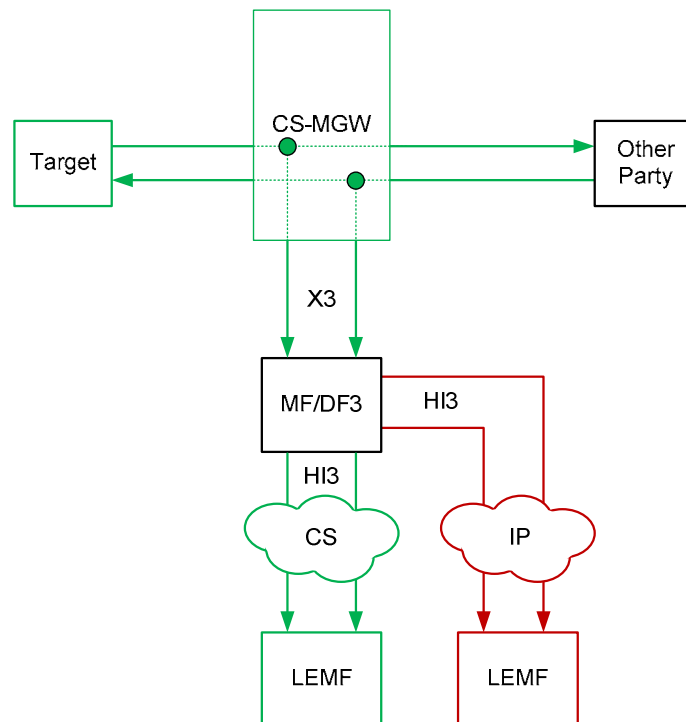 CS-MGW
Target
Other
Party
X3
MF/DF3
HI3
HI3
CS
IP
LEMF
LEMF